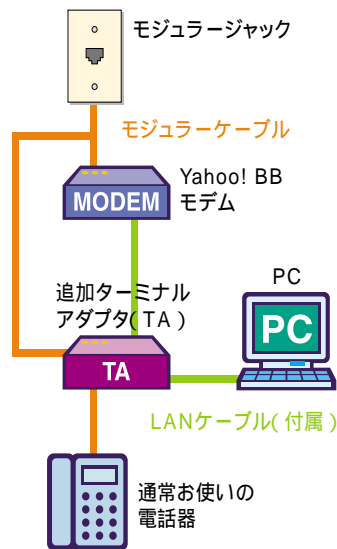 モジュラージャック
モジュラーケーブル
Yahoo! BB
モデム
MODEM
追加ターミナル
アダプタ(TA)
PC
PC
TA
LANケーブル(付属)
通常お使いの
電話器